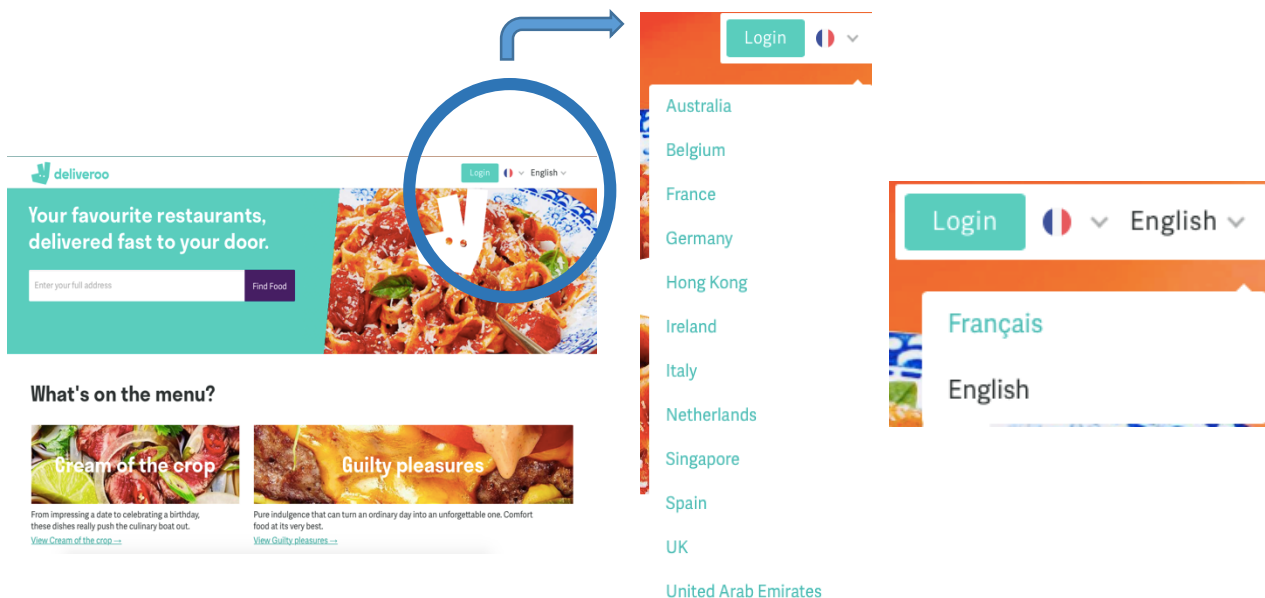 deliveroo
Login
English
Your favourite restaurants,
delivered fast to your door.
Enter your full address
Find Food
What's on the menu?
Cream of the crop
From impressing a date to celebrating a birthday,
these dishes really push the culinary boat out.
View Cream of the crop →
Guilty pleasures
Pure indulgence that can turn an ordinary day into an unforgettable one. Comfort
food at its very best.
View Guilty pleasures →
Login
Australia
Belgium
France
Germany
Hong Kong
Ireland
Italy
Netherlands
Singapore
Spain
UK
United Arab Emirates
Login
English
Français
English